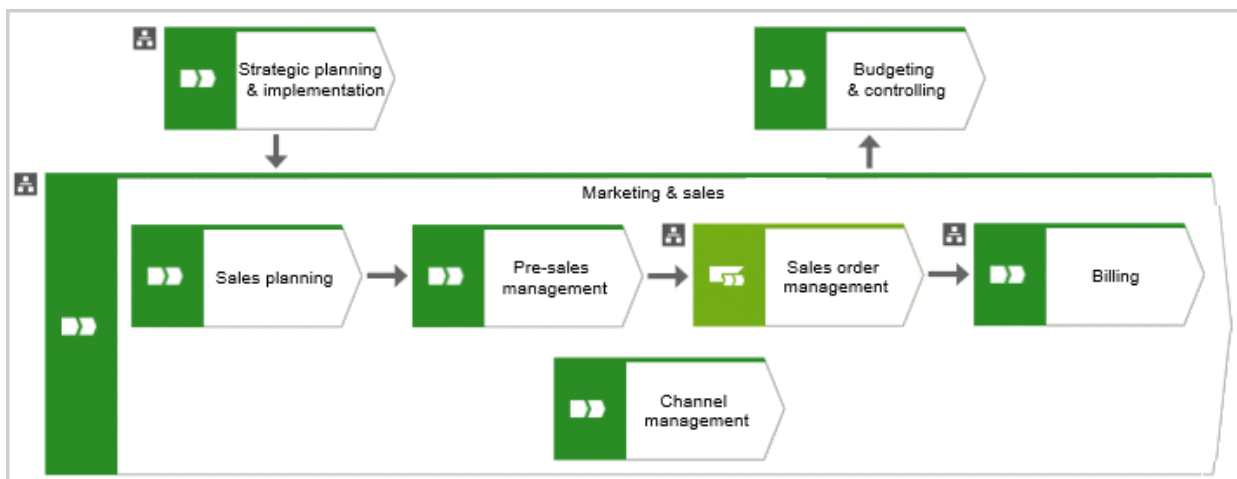 Strategic planning
& implementation
Budgeting
& controlling
Marketing & sales
Sales planning
Pre-sales
management
Sales order
management
Billing
Channel
management